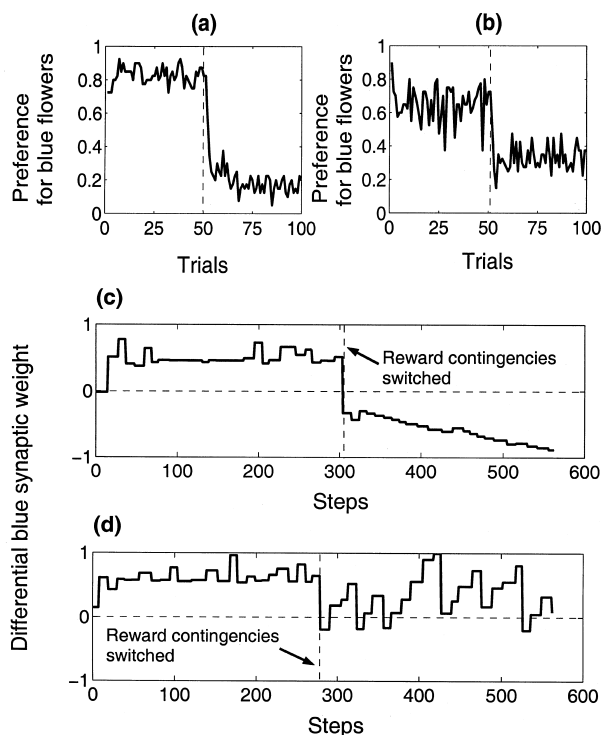 (a)
(b)
Preference
for blue flowers
1
0.8
0.6
0.4
0.2
0
0 25 50 75 100
Trials
Preference
for blue flowers
1
0.8
0.6
0.4
0.2
0
0 25 50 75 100
Trials
Differential blue synaptic weight
(c)
1
0
−1
Reward contingencies
switched
0 100 200 300 400 500 600
Steps
(d)
1
0
−1
Reward contingencies
switched
0 100 200 300 400 500 600
Steps